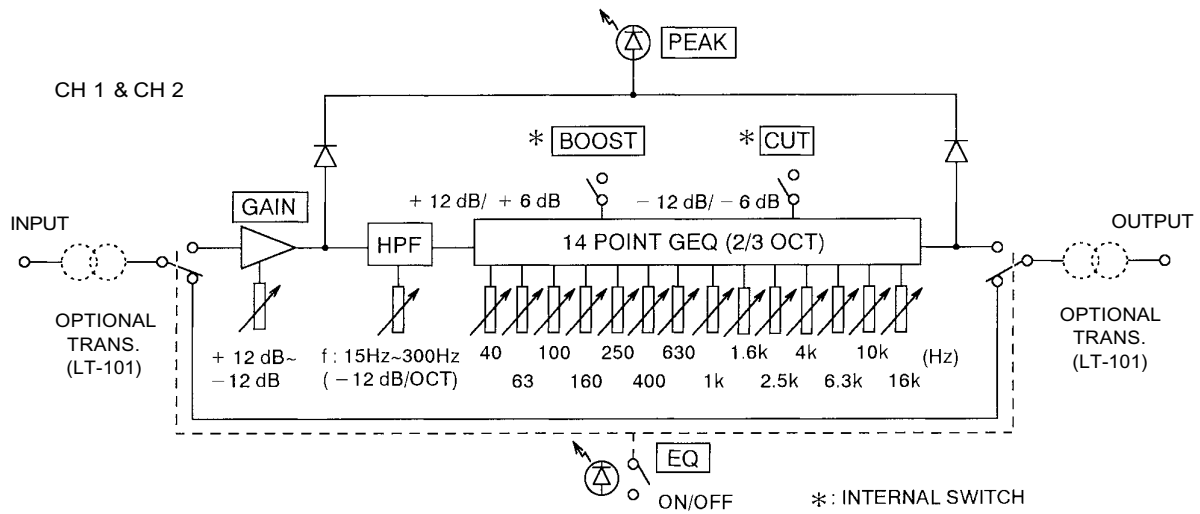 PEAK
CH 1 & CH 2
* BOOST
* CUT
+ 12 dB/ + 6 dB
− 12 dB/ − 6 dB
GAIN
INPUT
HPF
14 POINT GEQ (2/3 OCT)
OUTPUT
OPTIONAL
TRANS.
(LT-101)
+ 12 dB~
− 12 dB
f : 15Hz~300Hz
( −12 dB/OCT)
40 100 250 630 1.6k 4k 10k (Hz)
63 160 400 1k 2.5k 6.3k 16k
OPTIONAL
TRANS.
(LT-101)
EQ
ON/OFF
* : INTERNAL SWITCH